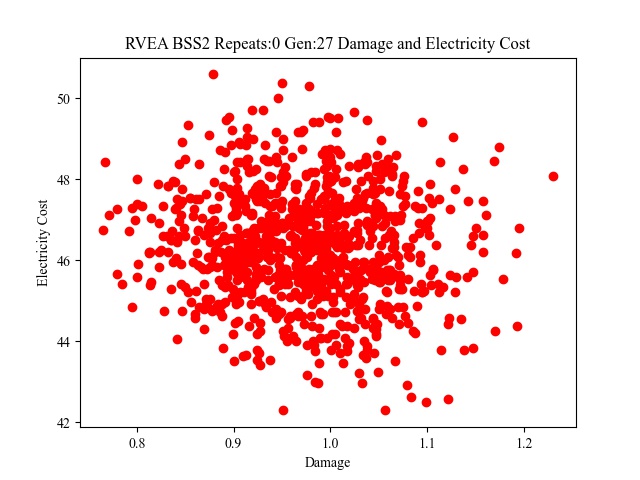 RVEA BSS2 Repeats:0 Gen:27 Damage and Electricity Cost
50
48
46
44
42
Electricity Cost
0.8 0.9 1.0 1.1 1.2
Damage